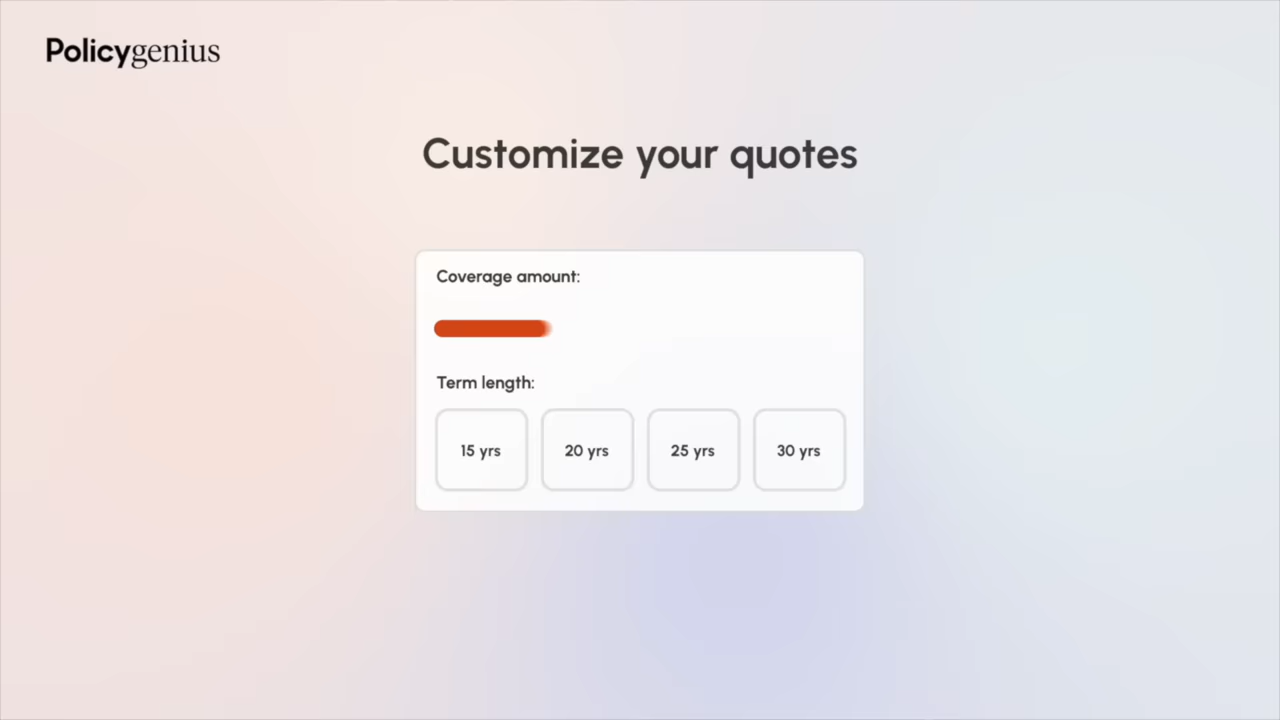 Policygenius
Customize your quotes
Coverage amount:
Term length:
15 yrs
20 yrs
25 yrs
30 yrs